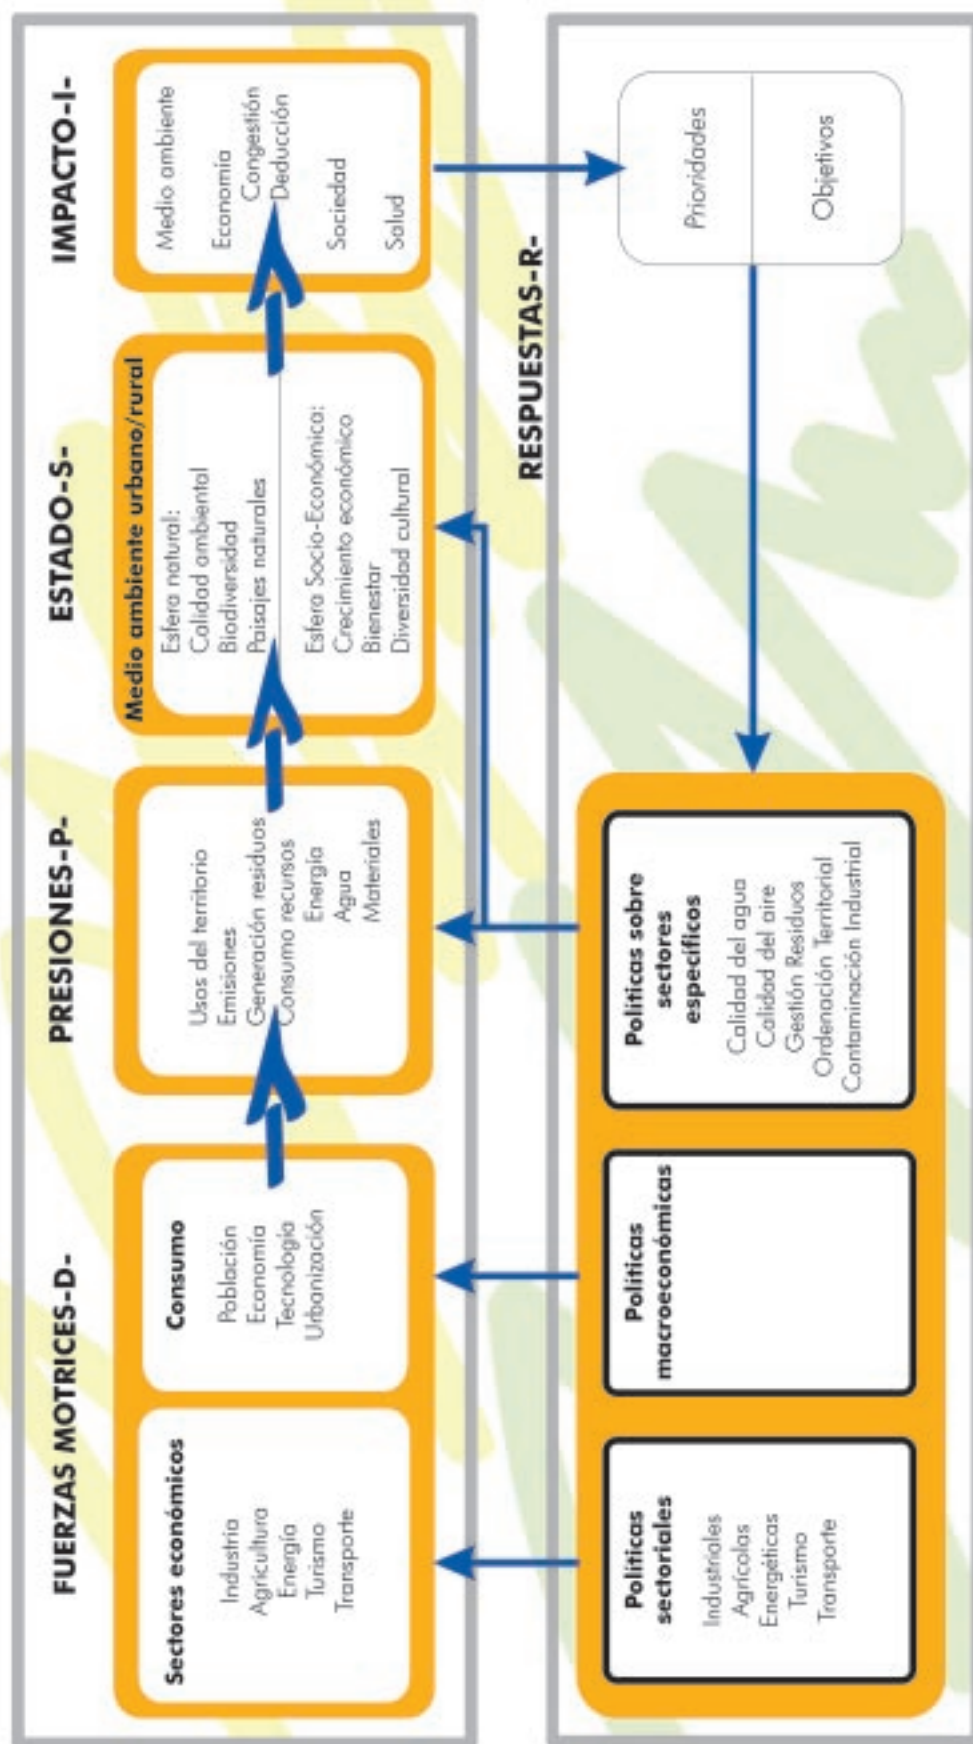 FUERZAS MOTRICES-D-
Sectores económicos
Industria
Agricultura
Energía
Turismo
Transporte
Consumo
Población
Economía
Tecnología
Urbanización
PRESIONES-P-
Usos del territorio
Emisiones
Generación residuos
Consumo recursos
Energía
Agua
Materiales
ESTADO-S-
Medio ambiente urbano/rural
Esfera natural:
Calidad ambiental
Biodiversidad
Paisajes naturales
Esfera Socio-Económica:
Crecimiento económico
Bienestar
Diversidad cultural
IMPACTO-I-
Medio ambiente
Economía
Congestión
Deducción
Sociedad
Salud
RESPUESTAS-R-
Políticas
sectoriales
Industriales
Agrícolas
Energéticas
Turismo
Transporte
Políticas
macroeconómicas
Políticas sobre
sectores
específicos
Calidad del agua
Calidad del aire
Gestión Residuos
Ordenación Territorial
Contaminación Industrial
Prioridades
Objetivos